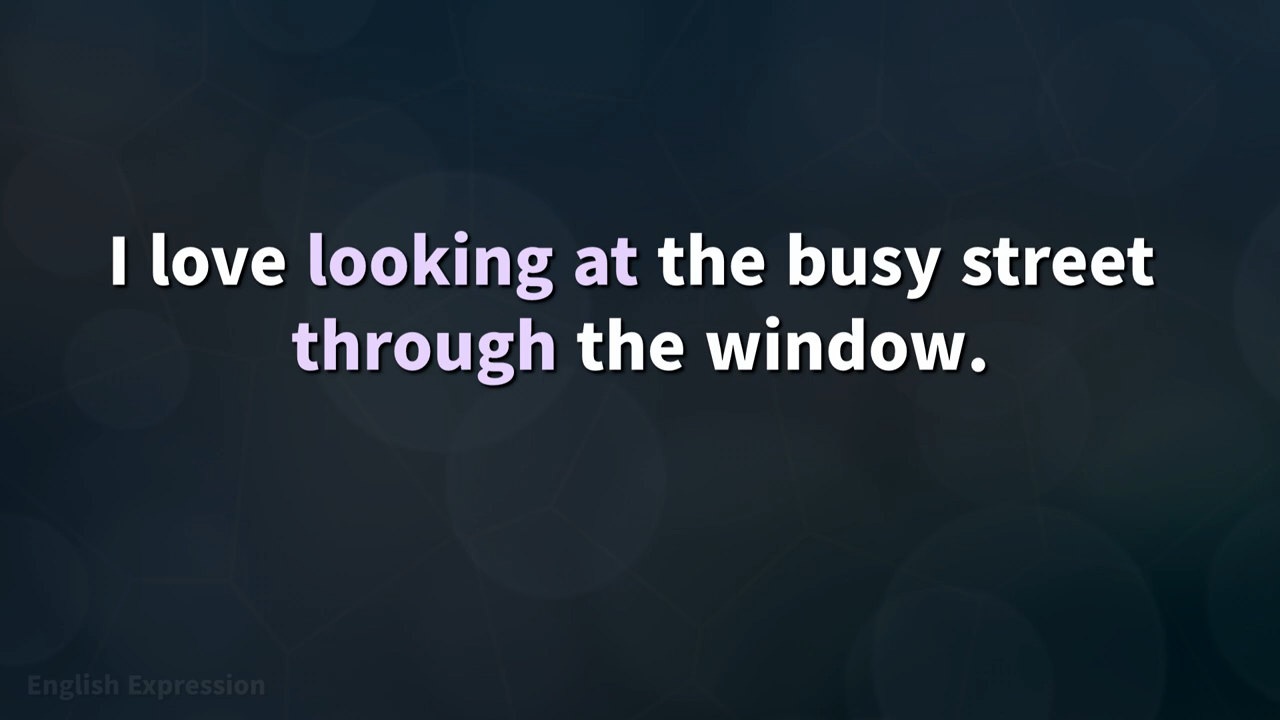 I love looking at the busy street
through the window.
English Expression